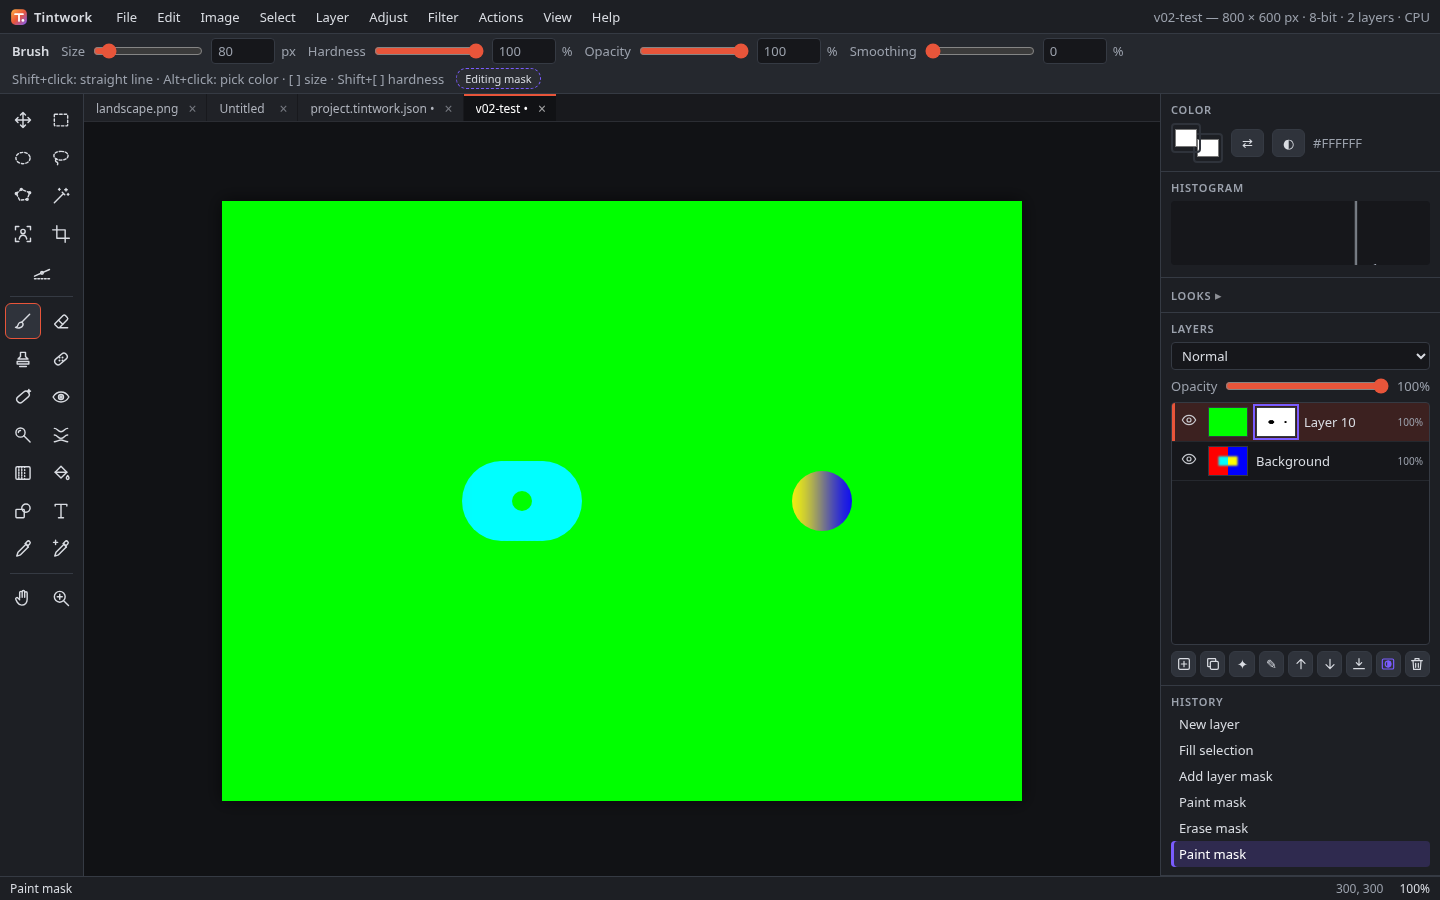 Tintwork File Edit Image Select Layer Adjust Filter Actions View Help v02-test — 800 × 600 px · 8-bit · 2 layers · CPU
Brush Size 80 px Hardness 100 % Opacity 100 % Smoothing 0 %
Shift+click: straight line · Alt+click: pick color · [ ] size · Shift+[ ] hardness Editing mask
landscape.png × Untitled × project.tintwork.json • × v02-test • ×
COLOR
#FFFFFF
HISTOGRAM
LOOKS ▸
LAYERS
Normal
Opacity 100%
Layer 10 100%
Background 100%
HISTORY
New layer
Fill selection
Add layer mask
Paint mask
Erase mask
Paint mask
Paint mask 300, 300 100%